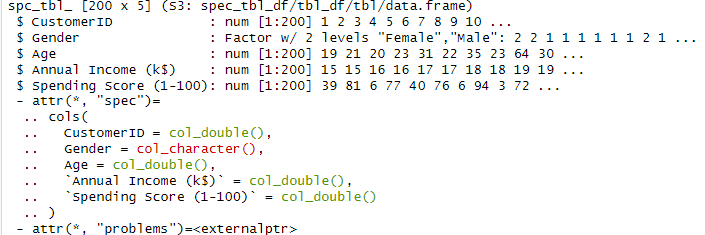 spc_tbl_ [200 x 5] (S3: spec_tbl_df/tbl_df/tbl/data.frame)
 $ CustomerID            : num [1:200] 1 2 3 4 5 6 7 8 9 10 ...
 $ Gender                : Factor w/ 2 levels "Female","Male": 2 2 1 1 1 1 1 1 2 1 ...
 $ Age                   : num [1:200] 19 21 20 23 31 22 35 23 64 30 ...
 $ Annual Income (k$)    : num [1:200] 15 15 16 16 17 17 18 18 19 19 ...
 $ Spending Score (1-100): num [1:200] 39 81 6 77 40 76 6 94 3 72 ...
 - attr(*, "spec")=
  .. cols(
  ..   CustomerID = col_double(),
  ..   Gender = col_character(),
  ..   Age = col_double(),
  ..   `Annual Income (k$)` = col_double(),
  ..   `Spending Score (1-100)` = col_double()
  .. )
 - attr(*, "problems")=<externalptr>